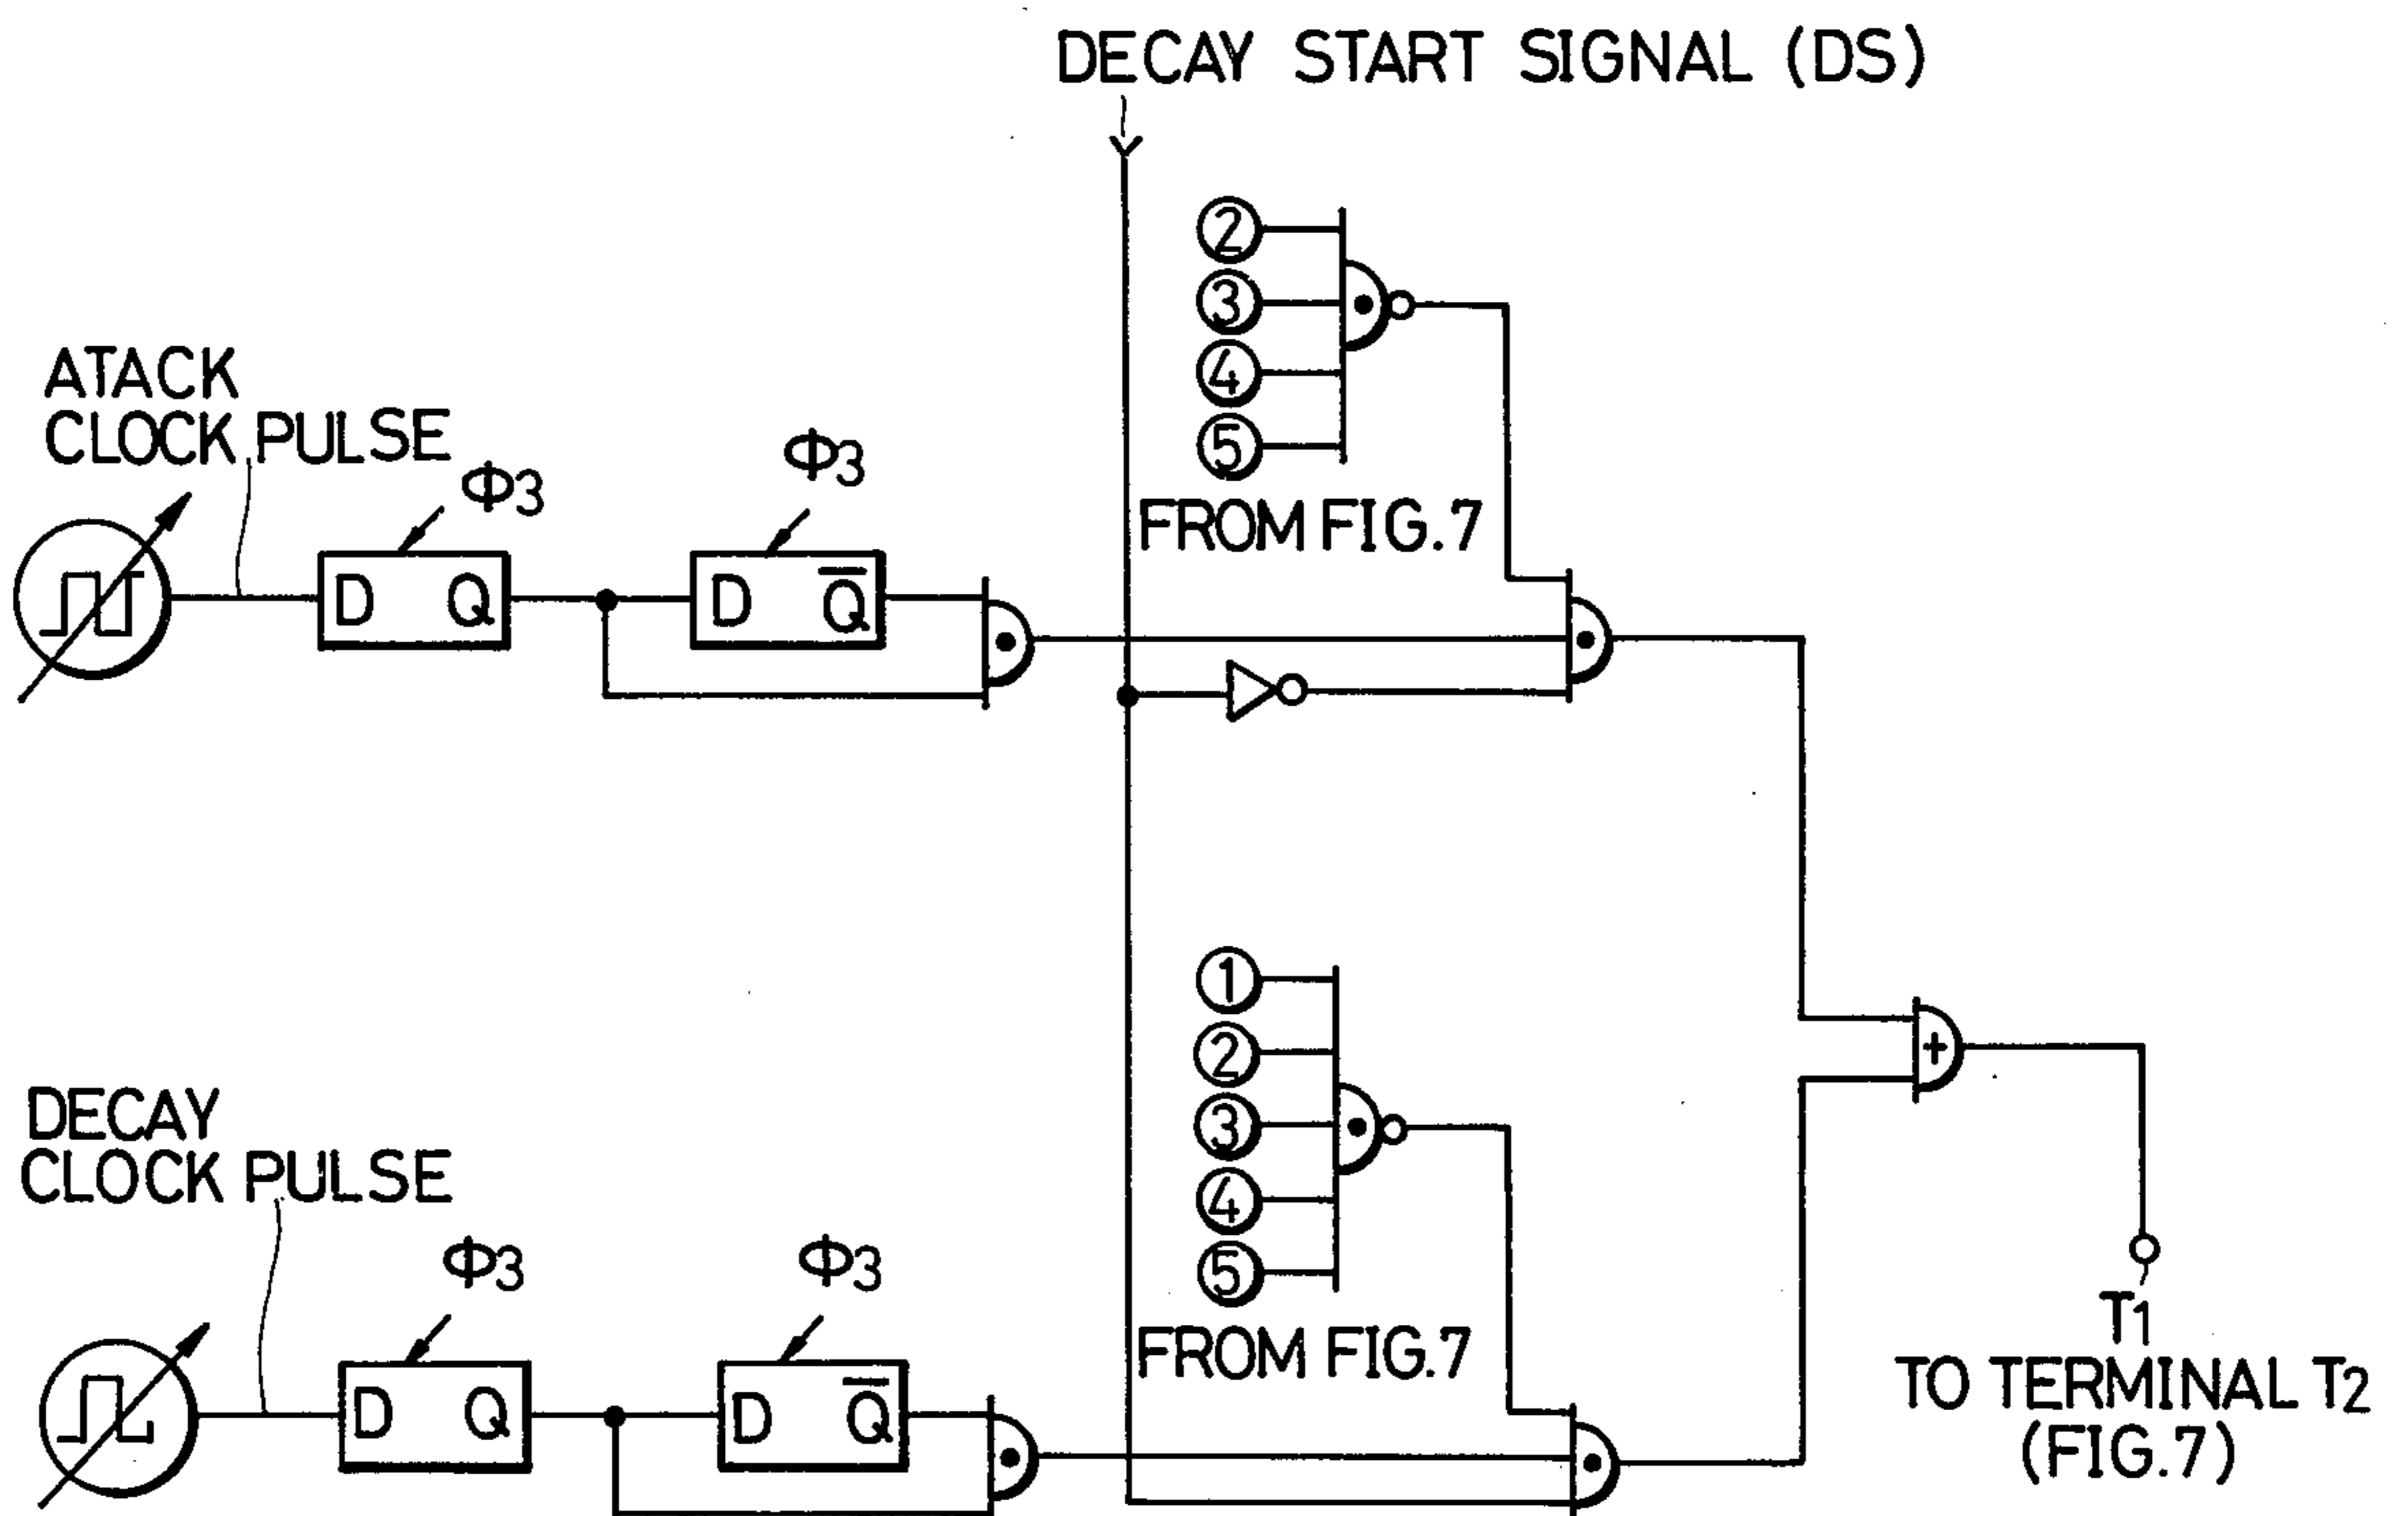 DECAY START SIGNAL (DS)
②
③
④
⑤
FROM FIG.7
ATACK
CLOCK PULSE
Φ3
Φ3
D Q
D Q̅
①
②
③
④
⑤
FROM FIG.7
DECAY
CLOCK PULSE
Φ3
Φ3
D Q
D Q̅
+
T1
TO TERMINAL T2
(FIG.7)